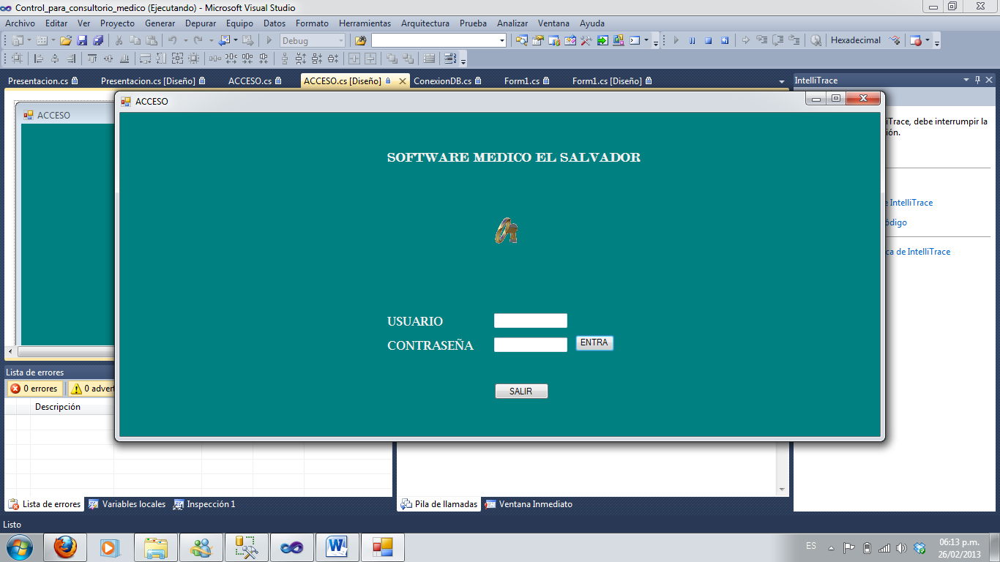 Control_para_consultorio_medico (Ejecutando) - Microsoft Visual Studio
Archivo Editar Ver Proyecto Generar Depurar Equipo Datos Formato Herramientas Arquitectura Prueba Analizar Ventana Ayuda
Debug Hexadecimal
Presentacion.cs Presentacion.cs [Diseño] ACCESO.cs ACCESO.cs [Diseño] ConexionDB.cs Form1.cs Form1.cs [Diseño] IntelliTrace
ACCESO
ACCESO
SOFTWARE MEDICO EL SALVADOR
USUARIO
CONTRASEÑA ENTRA
SALIR
iTrace, debe interrumpir la
ión.
e IntelliTrace
ódigo
ca de IntelliTrace
Lista de errores
0 errores 0 advert
Descripción
Lista de errores Variables locales Inspección 1 Pila de llamadas Ventana Inmediato
Listo
ES 06:13 p.m.
26/02/2013